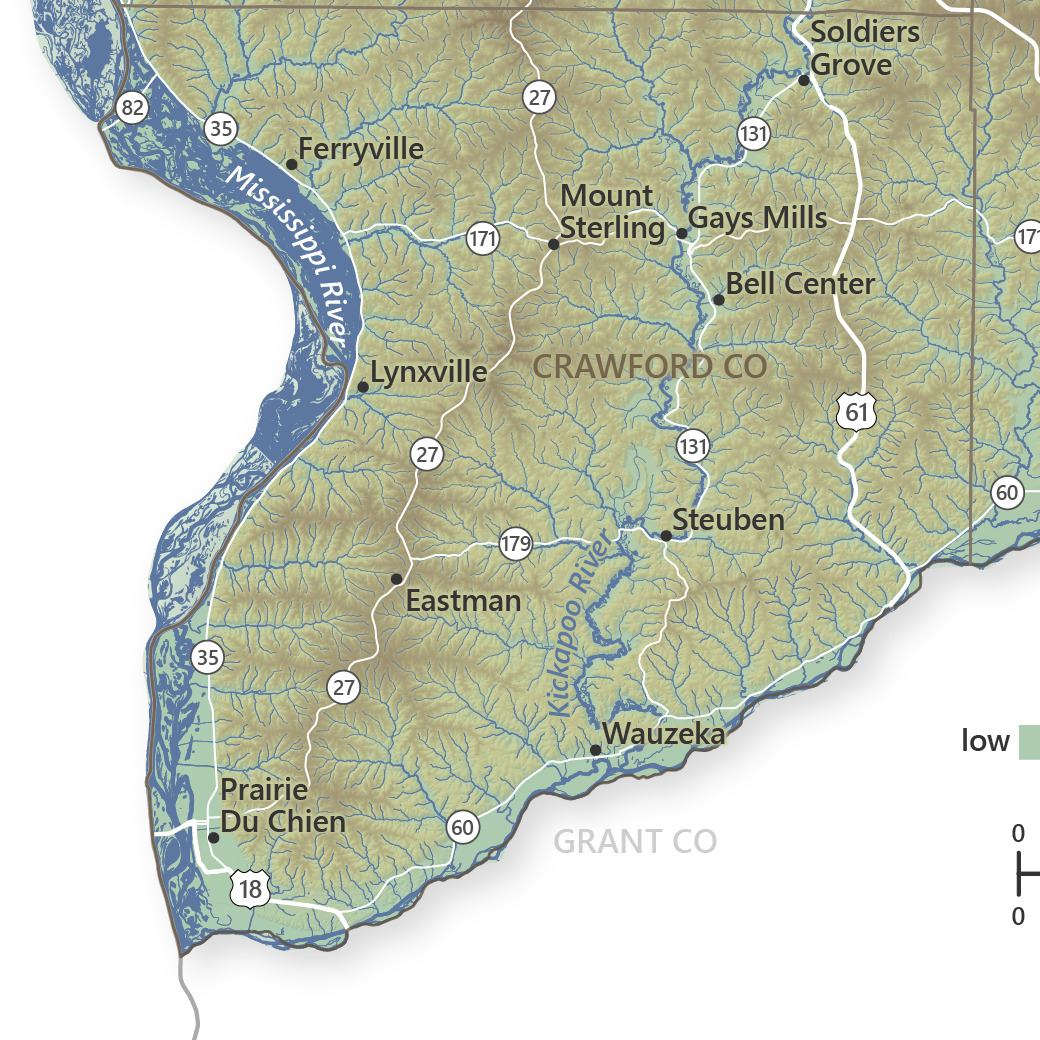 Soldiers
Grove
82
27
35
131
Ferryville
Mississippi River
Mount
Sterling
Gays Mills
171
171
Bell Center
CRAWFORD CO
Lynxville
61
27
131
60
Steuben
179
Kickapoo River
Eastman
35
27
Wauzeka
low
Prairie
Du Chien
60
GRANT CO
0
18
0